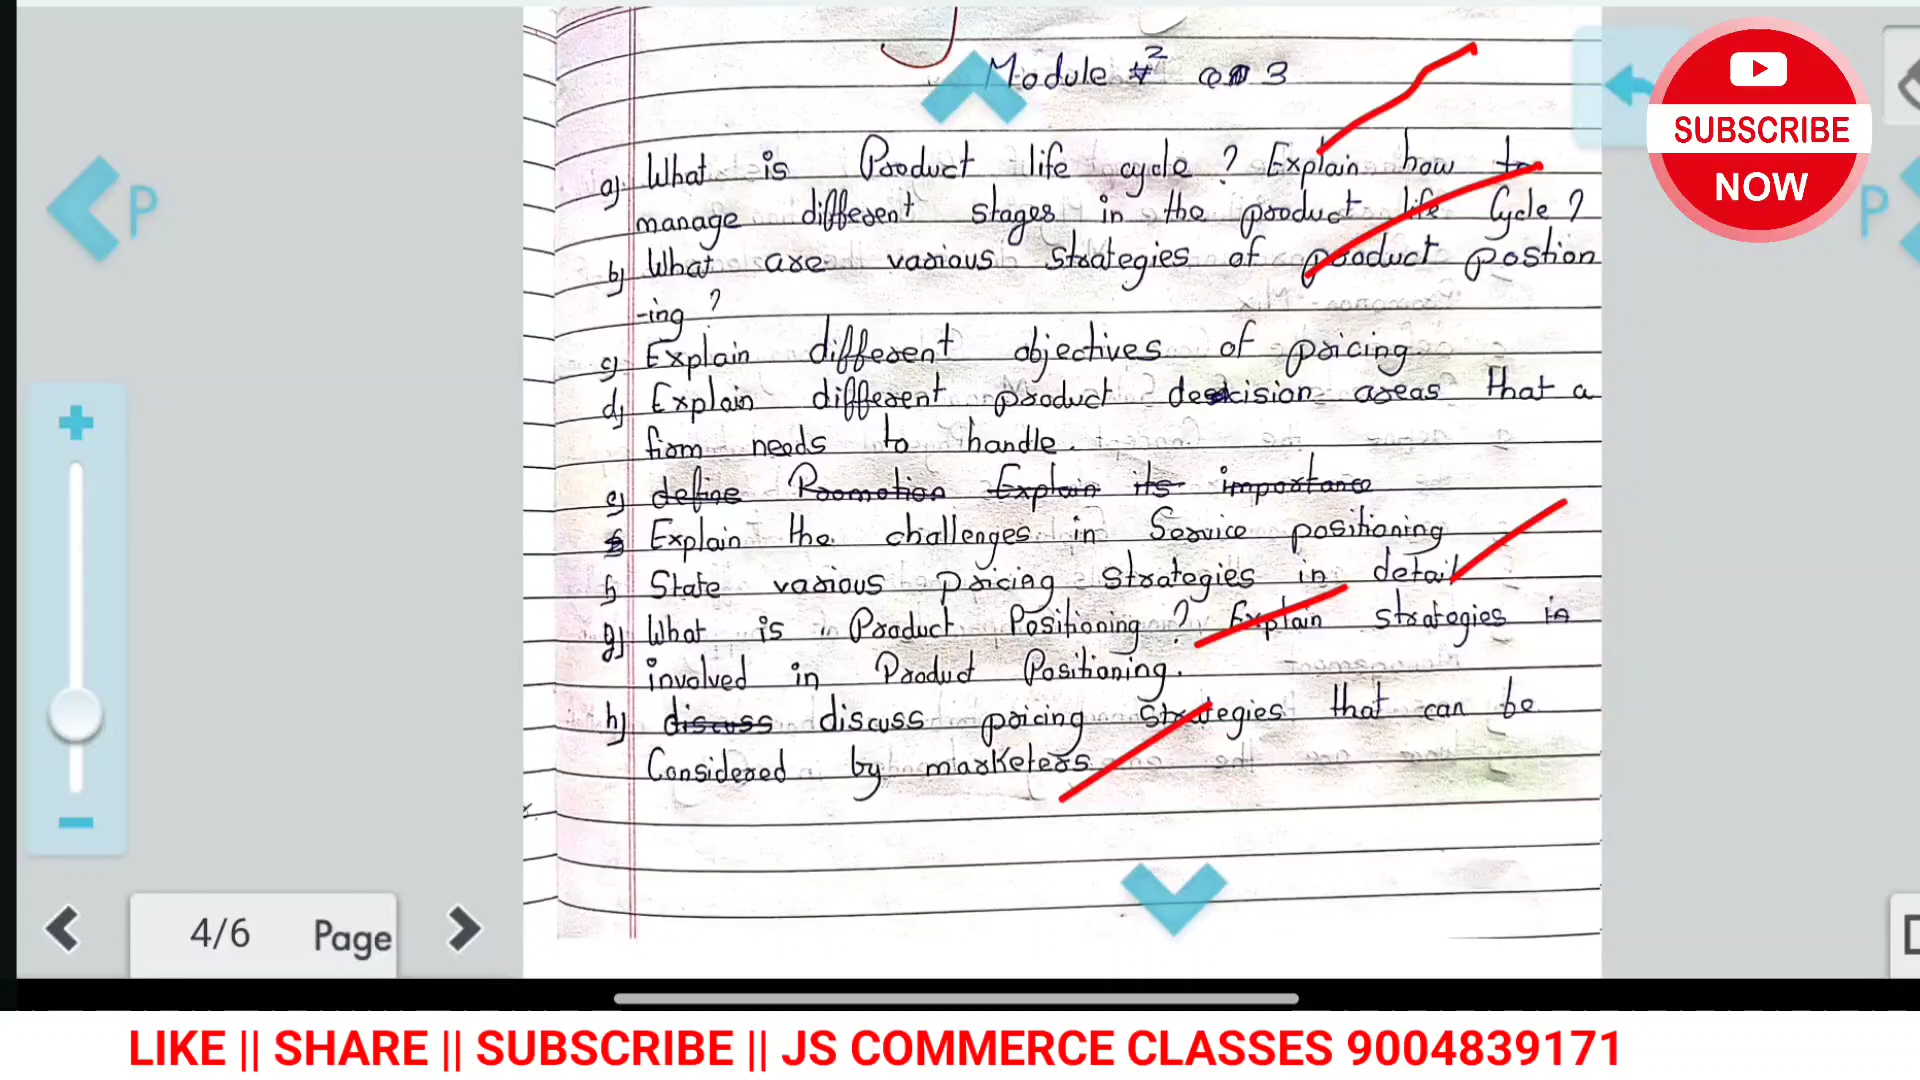 Module 2 Q 3
a) What is Product life cycle ? Explain how to
manage different stages in the product life Cycle ?
b) What are various strategies of product postion
-ing ?
c) Explain different objectives of pricing
d) Explain different product decision areas that a
firm needs to handle.
e) define Promotion Explain its importance
Explain the challenges in Service positioning
f) State various pricing strategies in detail
g) What is Product Positioning ? Explain strategies in
involved in Product Positioning.
h) discuss discuss pricing strategies that can be
Considered by marketers
SUBSCRIBE
NOW
P
P
4/6 Page
LIKE || SHARE || SUBSCRIBE || JS COMMERCE CLASSES 9004839171